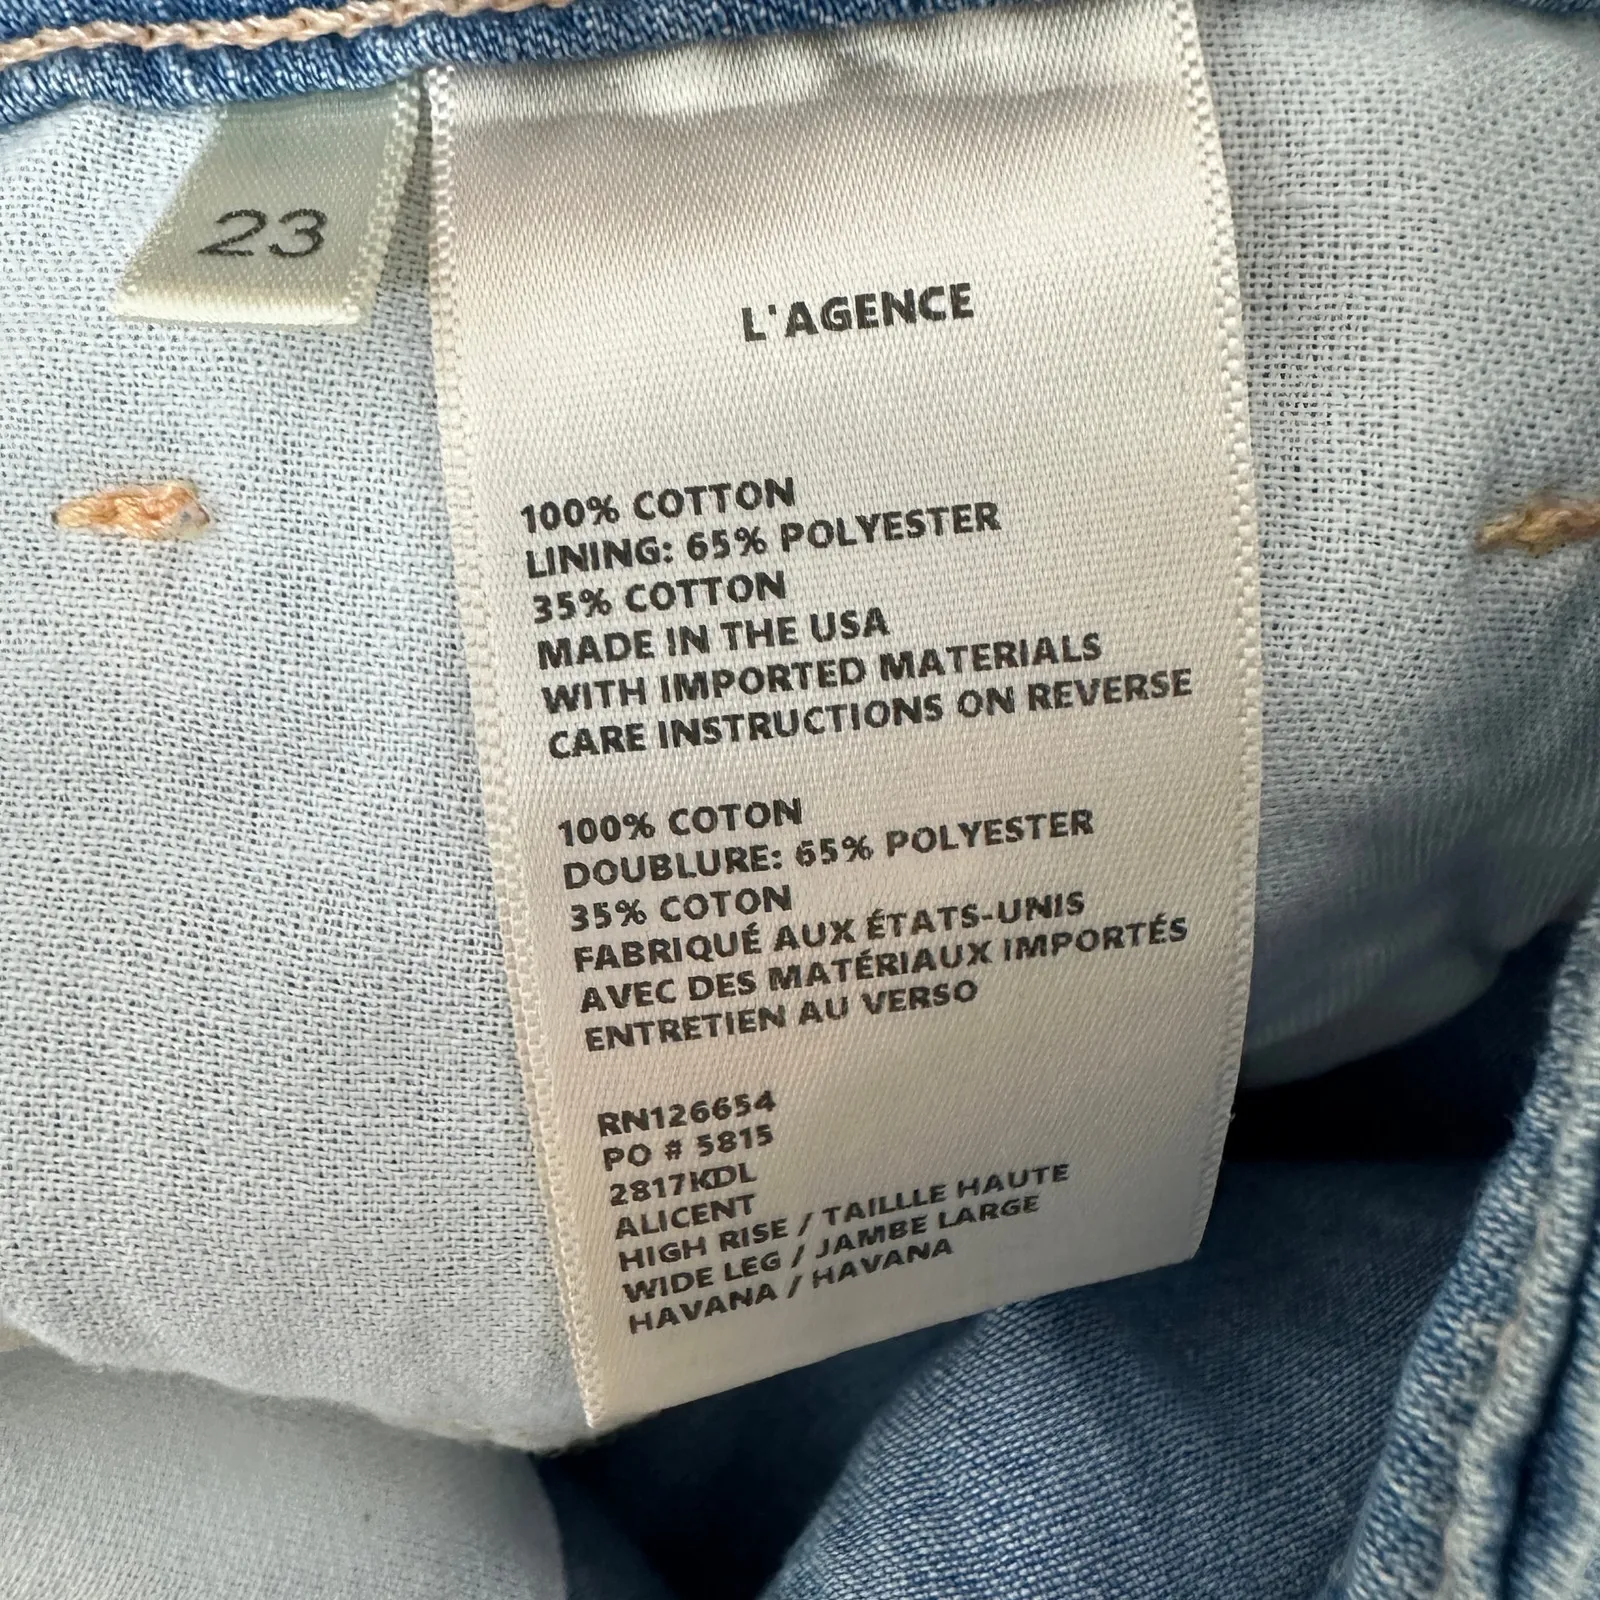 23
L'AGENCE
100% COTTON
LINING: 65% POLYESTER
35% COTTON
MADE IN THE USA
WITH IMPORTED MATERIALS
CARE INSTRUCTIONS ON REVERSE
100% COTON
DOUBLURE: 65% POLYESTER
35% COTON
FABRIQUÉ AUX ÉTATS-UNIS
AVEC DES MATÉRIAUX IMPORTÉS
ENTRETIEN AU VERSO
RN126654
PO # 5815
2817KDL
ALICENT
HIGH RISE / TAILLLE HAUTE
WIDE LEG / JAMBE LARGE
HAVANA / HAVANA